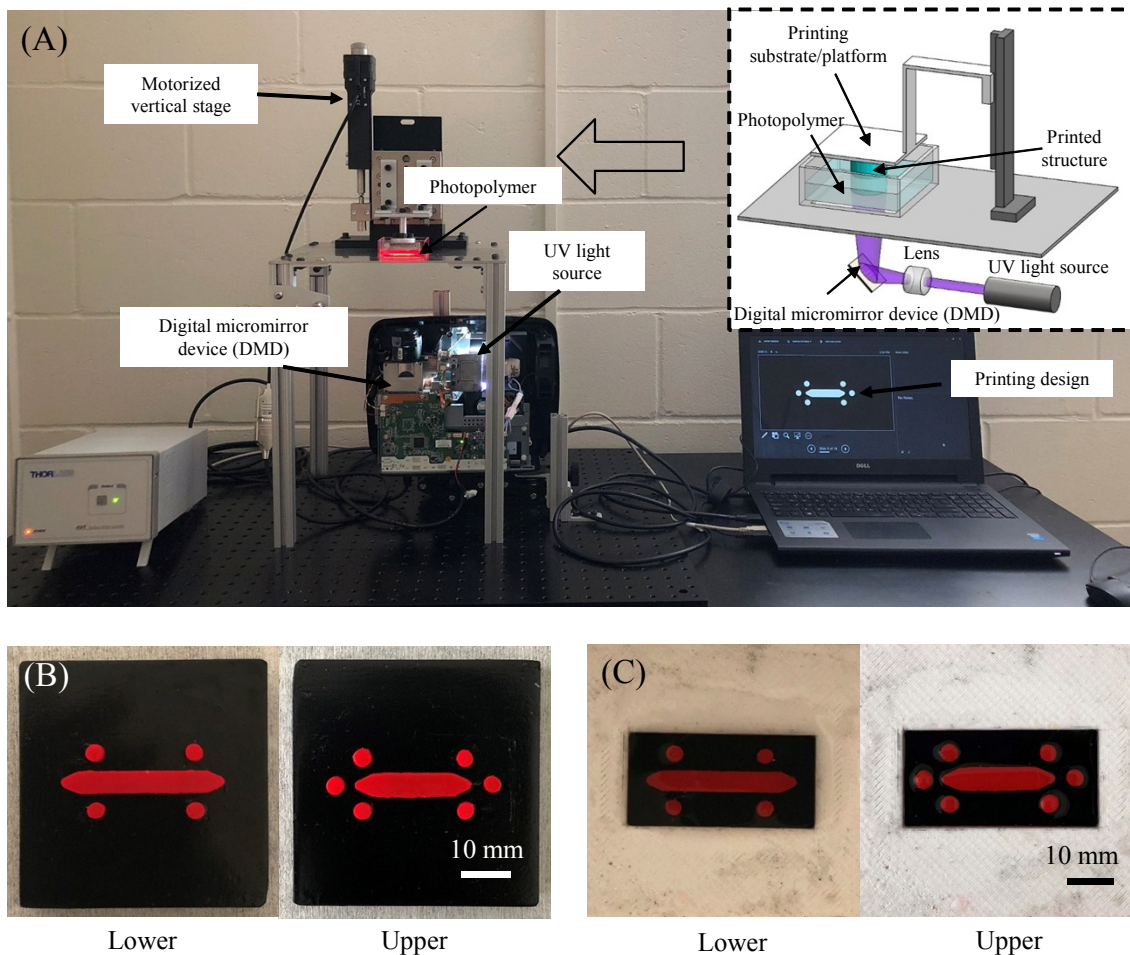 (A)
Motorized
vertical stage
Photopolymer
UV light
source
Digital micromirror
device (DMD)
Printing design
THORLABS
DELL
Printing
substrate/platform
Photopolymer
Printed
structure
Lens
UV light source
Digital micromirror device (DMD)
(B)
10 mm
Lower
Upper
(C)
10 mm
Lower
Upper